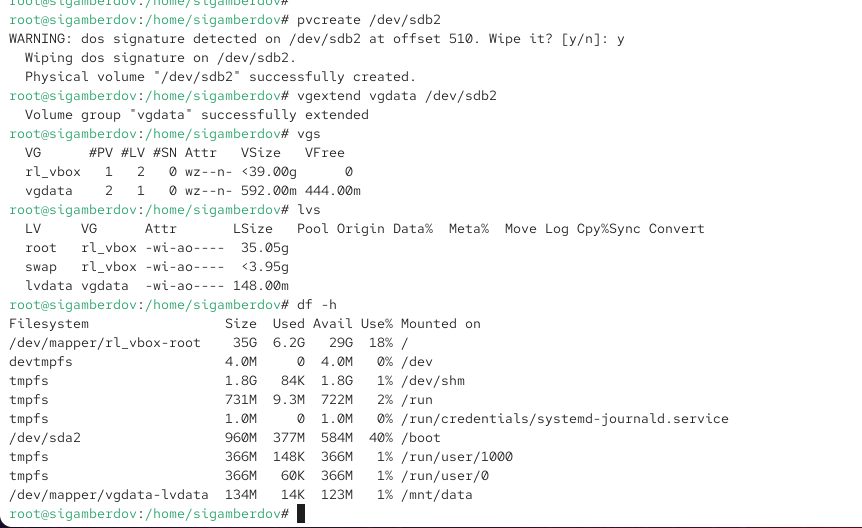 root@sigamberdov:/home/sigamberdov#
root@sigamberdov:/home/sigamberdov# pvcreate /dev/sdb2
WARNING: dos signature detected on /dev/sdb2 at offset 510. Wipe it? [y/n]: y
  Wiping dos signature on /dev/sdb2.
  Physical volume "/dev/sdb2" successfully created.
root@sigamberdov:/home/sigamberdov# vgextend vgdata /dev/sdb2
  Volume group "vgdata" successfully extended
root@sigamberdov:/home/sigamberdov# vgs
  VG      #PV #LV #SN Attr   VSize   VFree
  rl_vbox   1   2   0 wz--n- <39.00g      0
  vgdata    2   1   0 wz--n- 592.00m 444.00m
root@sigamberdov:/home/sigamberdov# lvs
  LV     VG      Attr       LSize   Pool Origin Data%  Meta%  Move Log Cpy%Sync Convert
  root   rl_vbox -wi-ao----  35.05g
  swap   rl_vbox -wi-ao----  <3.95g
  lvdata vgdata  -wi-ao---- 148.00m
root@sigamberdov:/home/sigamberdov# df -h
Filesystem                 Size  Used Avail Use% Mounted on
/dev/mapper/rl_vbox-root    35G  6.2G   29G  18% /
devtmpfs                   4.0M     0  4.0M   0% /dev
tmpfs                      1.8G   84K  1.8G   1% /dev/shm
tmpfs                      731M  9.3M  722M   2% /run
tmpfs                      1.0M     0  1.0M   0% /run/credentials/systemd-journald.service
/dev/sda2                  960M  377M  584M  40% /boot
tmpfs                      366M  148K  366M   1% /run/user/1000
tmpfs                      366M   60K  366M   1% /run/user/0
/dev/mapper/vgdata-lvdata  134M   14K  123M   1% /mnt/data
root@sigamberdov:/home/sigamberdov#